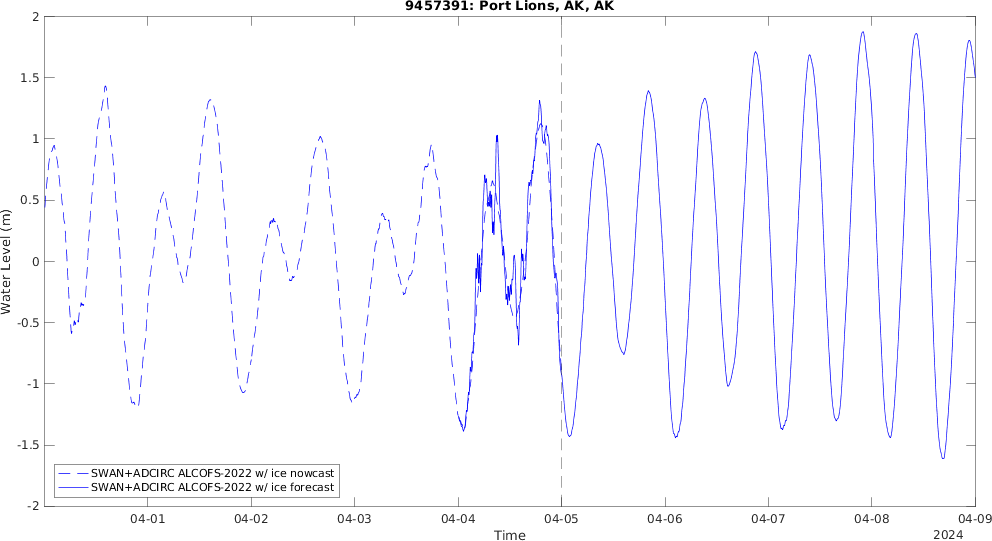 9457391: Port Lions, AK, AK
2
1.5
1
0.5
0
-0.5
-1
-1.5
-2
Water Level (m)
SWAN+ADCIRC ALCOFS-2022 w/ ice nowcast
SWAN+ADCIRC ALCOFS-2022 w/ ice forecast
04-01 04-02 04-03 04-04 04-05 04-06 04-07 04-08 04-09
Time
2024